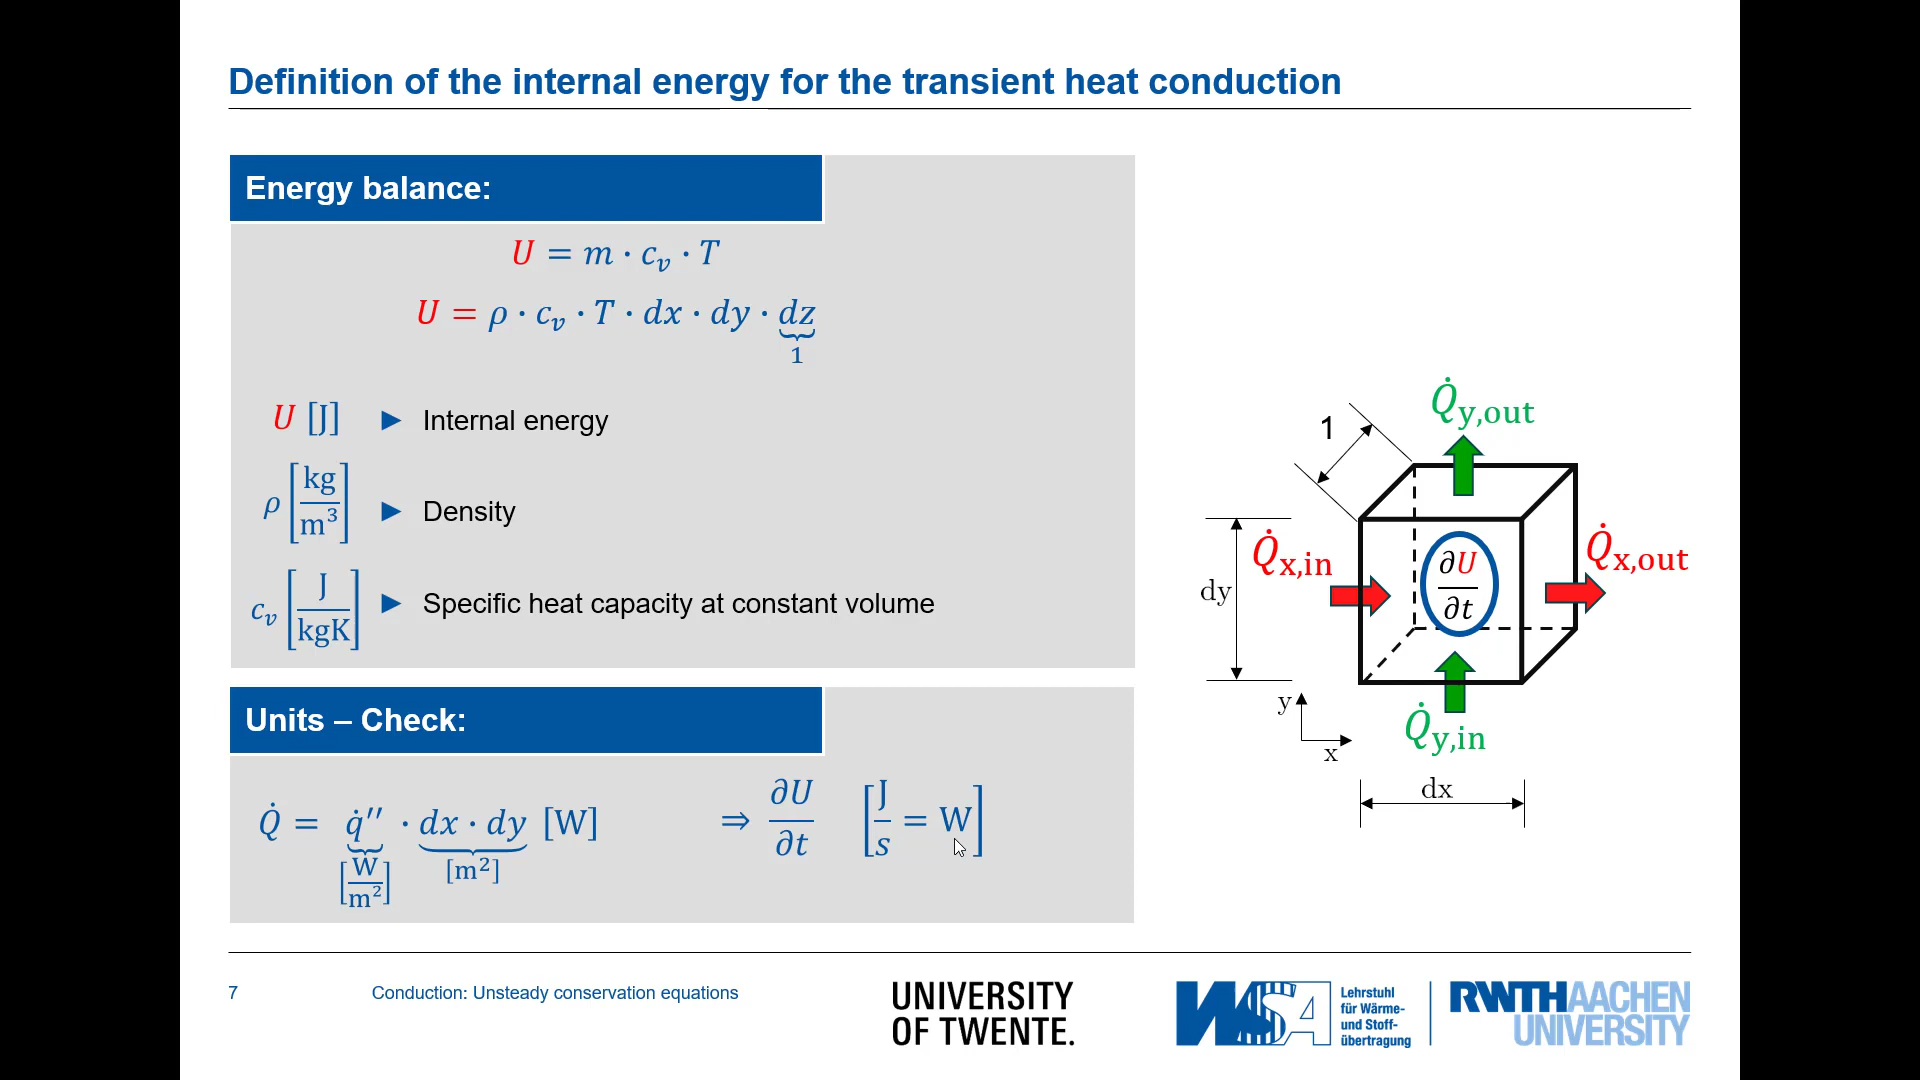 Definition of the internal energy for the transient heat conduction
Energy balance:
U = m · c_v · T
U = ρ · c_v · T · dx · dy · dz
1
U [J] ► Internal energy
ρ [kg/m³] ► Density
c_v [J/kgK] ► Specific heat capacity at constant volume
Units – Check:
Q̇ = q̇″ · dx · dy [W] ⇒ ∂U/∂t [J/s = W]
[W/m²] [m²]
Q̇y,out
1
Q̇x,in
Q̇x,out
∂U/∂t
dy
Q̇y,in
y
x
dx
7
Conduction: Unsteady conservation equations
UNIVERSITY
OF TWENTE.
WSA
Lehrstuhl
für Wärme-
und Stoff-
übertragung
RWTH AACHEN
UNIVERSITY